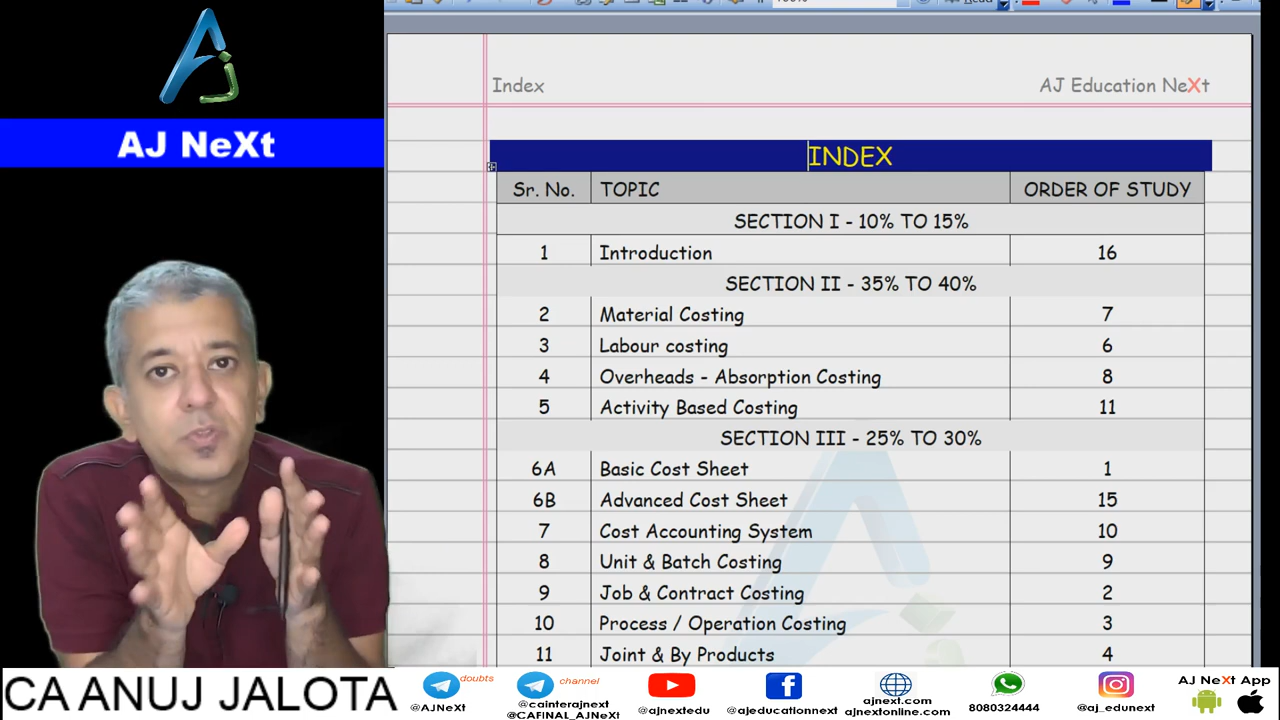 AJ NeXt
Index
AJ Education NeXt
INDEX
Sr. No. TOPIC ORDER OF STUDY
SECTION I - 10% TO 15%
1 Introduction 16
SECTION II - 35% TO 40%
2 Material Costing 7
3 Labour costing 6
4 Overheads - Absorption Costing 8
5 Activity Based Costing 11
SECTION III - 25% TO 30%
6A Basic Cost Sheet 1
6B Advanced Cost Sheet 15
7 Cost Accounting System 10
8 Unit & Batch Costing 9
9 Job & Contract Costing 2
10 Process / Operation Costing 3
11 Joint & By Products 4
CA ANUJ JALOTA
doubts
@AJNeXt
channel
@cainterajnext
@CAFINAL_AJNeXt
@ajnextedu
@ajeducationnext
ajnext.com
ajnextonline.com
8080324444
@aj_edunext
AJ NeXt App